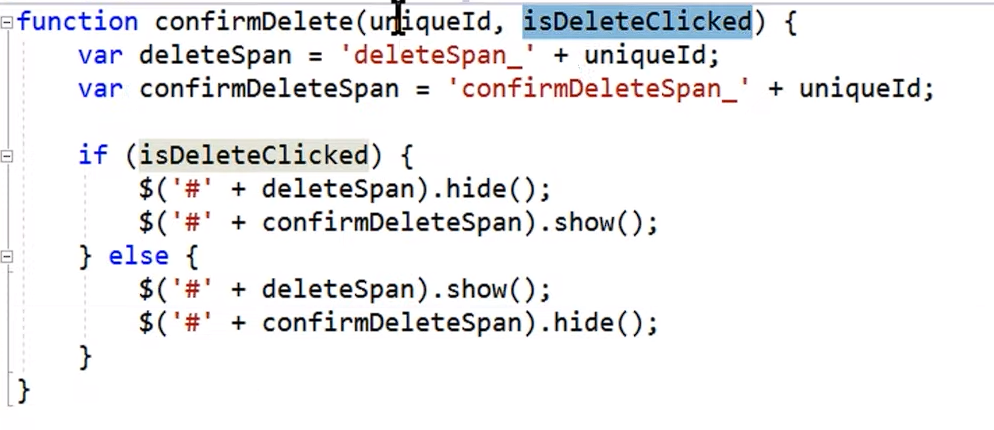 function confirmDelete(uniqueId, isDeleteClicked) {
    var deleteSpan = 'deleteSpan_' + uniqueId;
    var confirmDeleteSpan = 'confirmDeleteSpan_' + uniqueId;

    if (isDeleteClicked) {
        $('#' + deleteSpan).hide();
        $('#' + confirmDeleteSpan).show();
    } else {
        $('#' + deleteSpan).show();
        $('#' + confirmDeleteSpan).hide();
    }
}